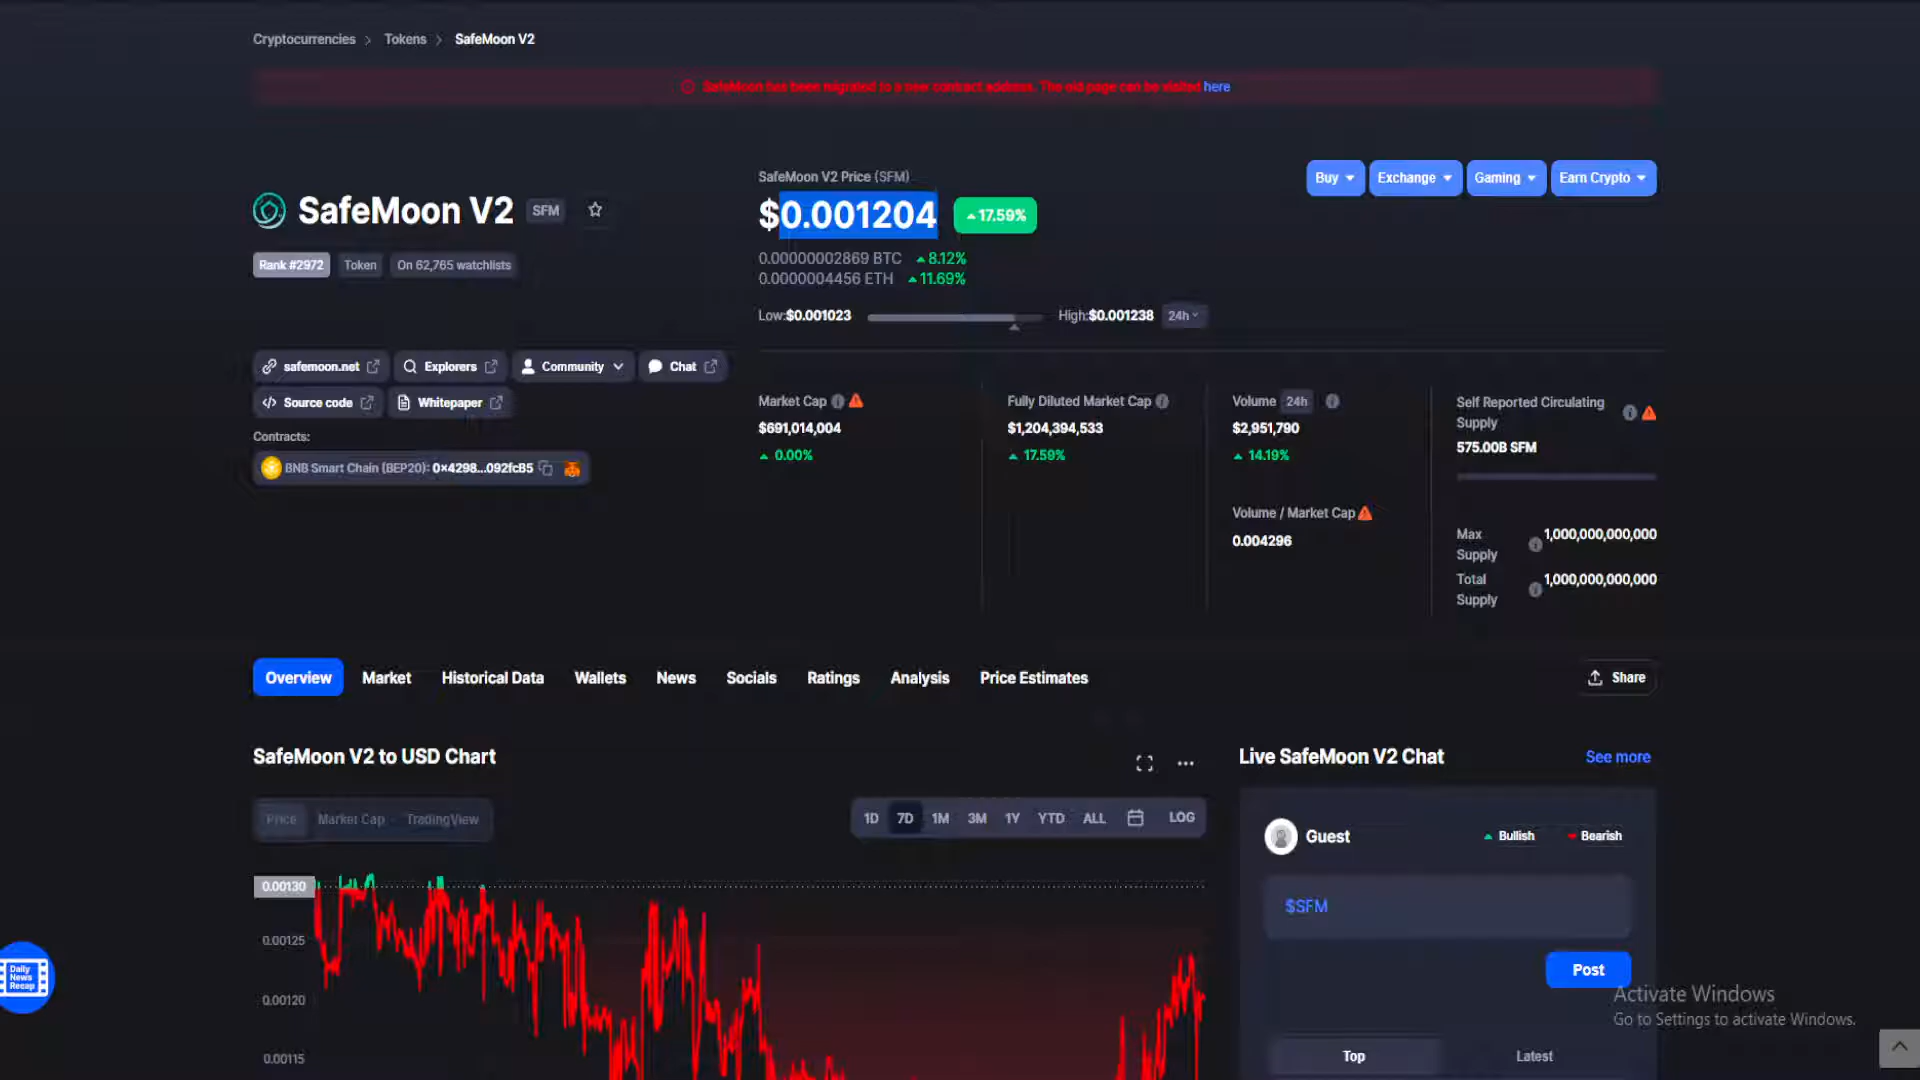 Cryptocurrencies > Tokens > SafeMoon V2
SafeMoon has been migrated to a new contract address. The old page can be visited here
SafeMoon V2 SFM
Rank #2972 Token On 62,765 watchlists
safemoon.net Explorers Community Chat
Source code Whitepaper
Contracts:
BNB Smart Chain (BEP20): 0x4298...092fcB5
SafeMoon V2 Price (SFM)
$0.001204 17.59%
0.00000002869 BTC 8.12%
0.0000004456 ETH 11.69%
Low:$0.001023 High:$0.001238 24h
Buy Exchange Gaming Earn Crypto
Market Cap
$691,014,004
0.00%
Fully Diluted Market Cap
$1,204,394,533
17.59%
Volume 24h
$2,951,790
14.19%
Volume / Market Cap
0.004296
Self Reported Circulating
Supply
575.00B SFM
Max
Supply
1,000,000,000,000
Total
Supply
1,000,000,000,000
Overview Market Historical Data Wallets News Socials Ratings Analysis Price Estimates Share
SafeMoon V2 to USD Chart
Price Market Cap TradingView
1D 7D 1M 3M 1Y YTD ALL LOG
0.00130
0.00125
0.00120
0.00115
Live SafeMoon V2 Chat See more
Guest Bullish Bearish
$SFM
Post
Top Latest
Daily
News
Recap
Activate Windows
Go to Settings to activate Windows.